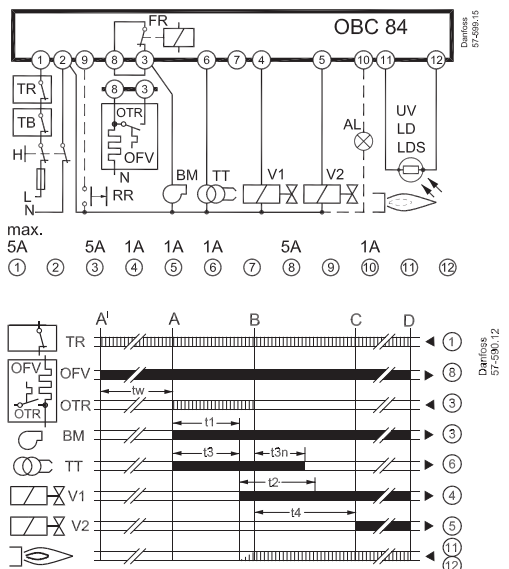 FR
OBC 84
Danfoss
57-599.15
1 2 9 8 3 6 7 4 5 10 11 12
TR
8 3
OTR
TB
UV
AL
LD
H
OFV
LDS
N
BM
TT
V1
V2
L
RR
N
max.
5A 5A 1A 1A 1A 5A 1A
1 2 3 4 5 6 7 8 9 10 11 12
A' A B C D
TR 1
Danfoss
57-590.12
OFV
OFV 8
tw
OTR
OTR 3
t1
BM 3
t3 t3n
TT 6
t2
V1 4
t4
V2 5
11
12